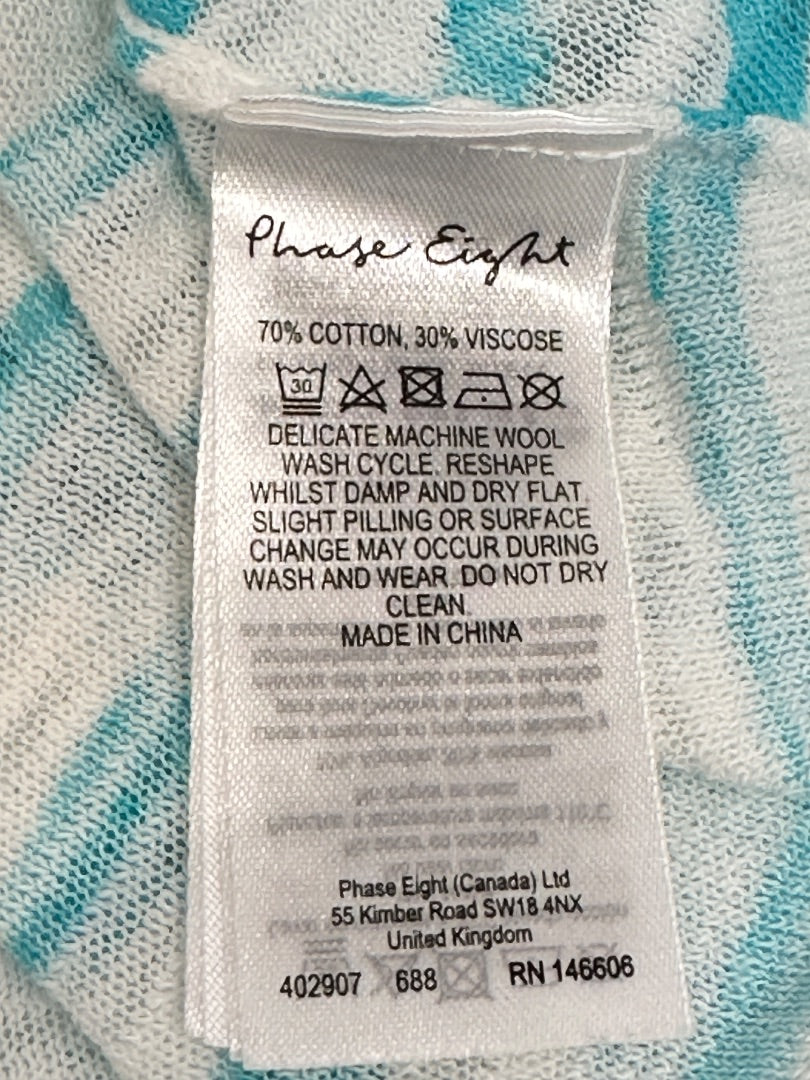 Phase Eight
70% COTTON, 30% VISCOSE
30
DELICATE MACHINE WOOL
WASH CYCLE. RESHAPE
WHILST DAMP AND DRY FLAT.
SLIGHT PILLING OR SURFACE
CHANGE MAY OCCUR DURING
WASH AND WEAR. DO NOT DRY
CLEAN.
MADE IN CHINA
Phase Eight (Canada) Ltd
55 Kimber Road SW18 4NX
United Kingdom
402907 688 RN 146606